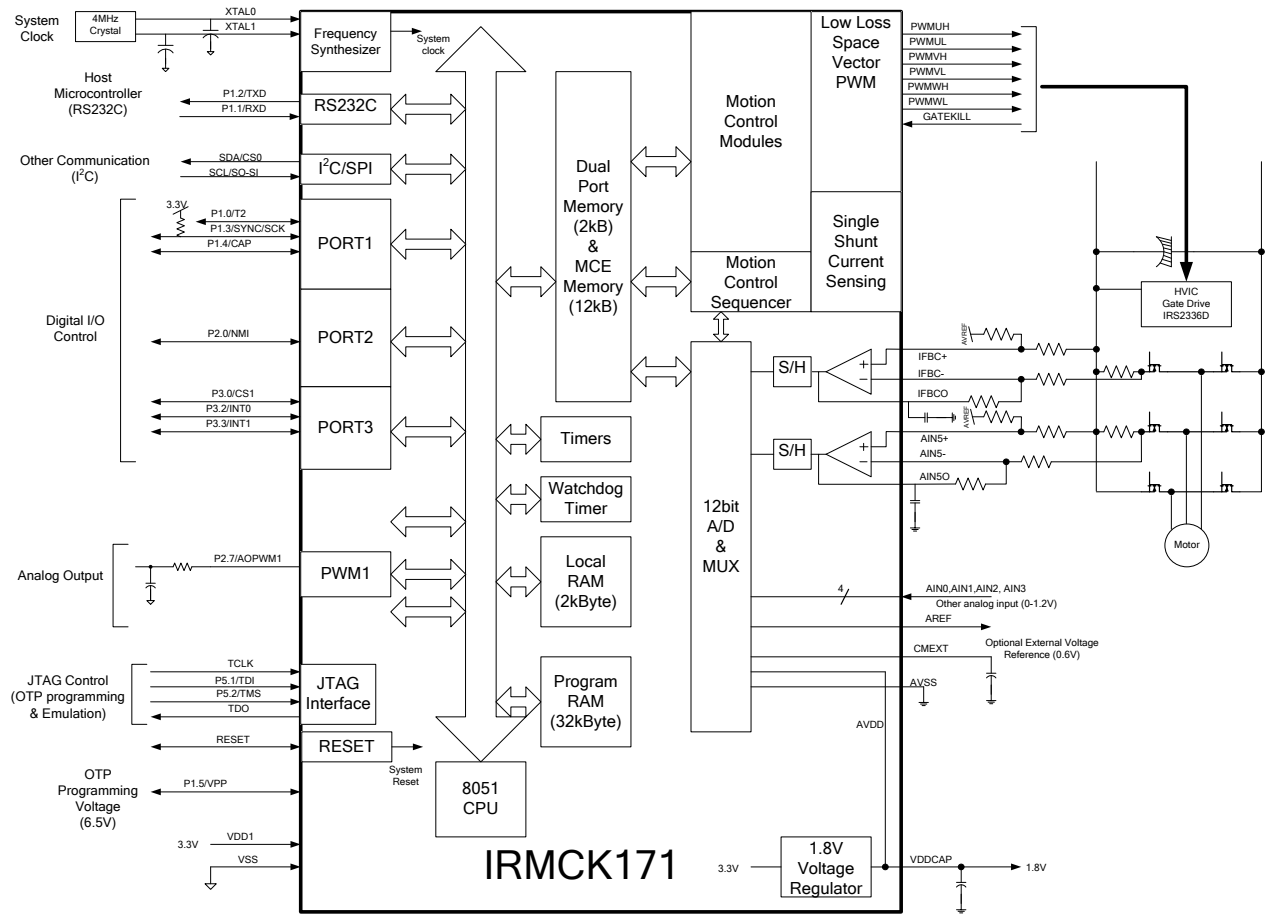 System
Clock
4MHz
Crystal
XTAL0
XTAL1
Frequency
Synthesizer
System
clock
Host
Microcontroller
(RS232C)
P1.2/TXD
P1.1/RXD
RS232C
Other Communication
(I²C)
SDA/CS0
SCL/SO-SI
I²C/SPI
Digital I/O
Control
3.3V
P1.0/T2
P1.3/SYNC/SCK
P1.4/CAP
PORT1
P2.0/NMI
PORT2
P3.0/CS1
P3.2/INT0
P3.3/INT1
PORT3
Analog Output
P2.7/AOPWM1
PWM1
JTAG Control
(OTP programming
& Emulation)
TCLK
P5.1/TDI
P5.2/TMS
TDO
JTAG
Interface
RESET
RESET
System
Reset
OTP
Programming
Voltage
(6.5V)
P1.5/VPP
3.3V
VDD1
VSS
8051
CPU
Dual
Port
Memory
(2kB)
&
MCE
Memory
(12kB)
Timers
Watchdog
Timer
Local
RAM
(2kByte)
Program
RAM
(32kByte)
Motion
Control
Modules
Motion
Control
Sequencer
Low Loss
Space
Vector
PWM
Single
Shunt
Current
Sensing
12bit
A/D
&
MUX
S/H
S/H
+
−
+
−
PWMUH
PWMUL
PWMVH
PWMVL
PWMWH
PWMWL
GATEKILL
HVIC
Gate Drive
IRS2336D
AVREF
IFBC+
IFBC-
IFBCO
AVREF
AIN5+
AIN5-
AIN5O
Motor
4
AIN0,AIN1,AIN2, AIN3
Other analog input (0-1.2V)
AREF
Optional External Voltage
Reference (0.6V)
CMEXT
AVSS
AVDD
IRMCK171
3.3V
1.8V
Voltage
Regulator
VDDCAP
1.8V